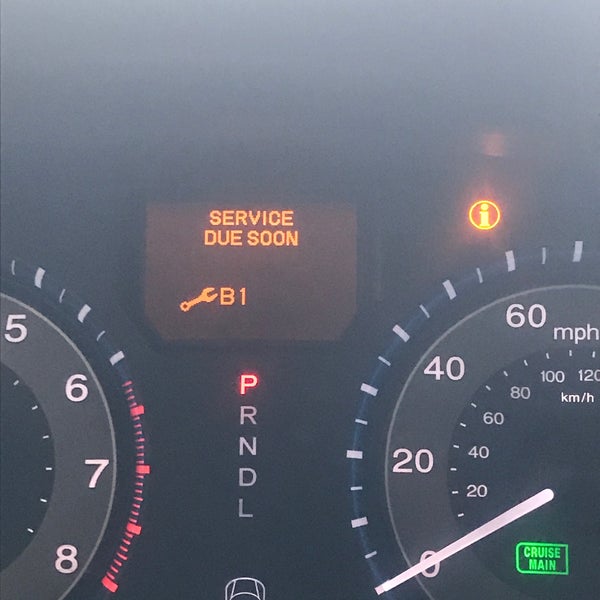 SERVICE
DUE SOON
B1
i
5
6
7
8
P
R
N
D
L
60
mph
40
20
0
100 120
80
km/h
60
40
20
CRUISE
MAIN